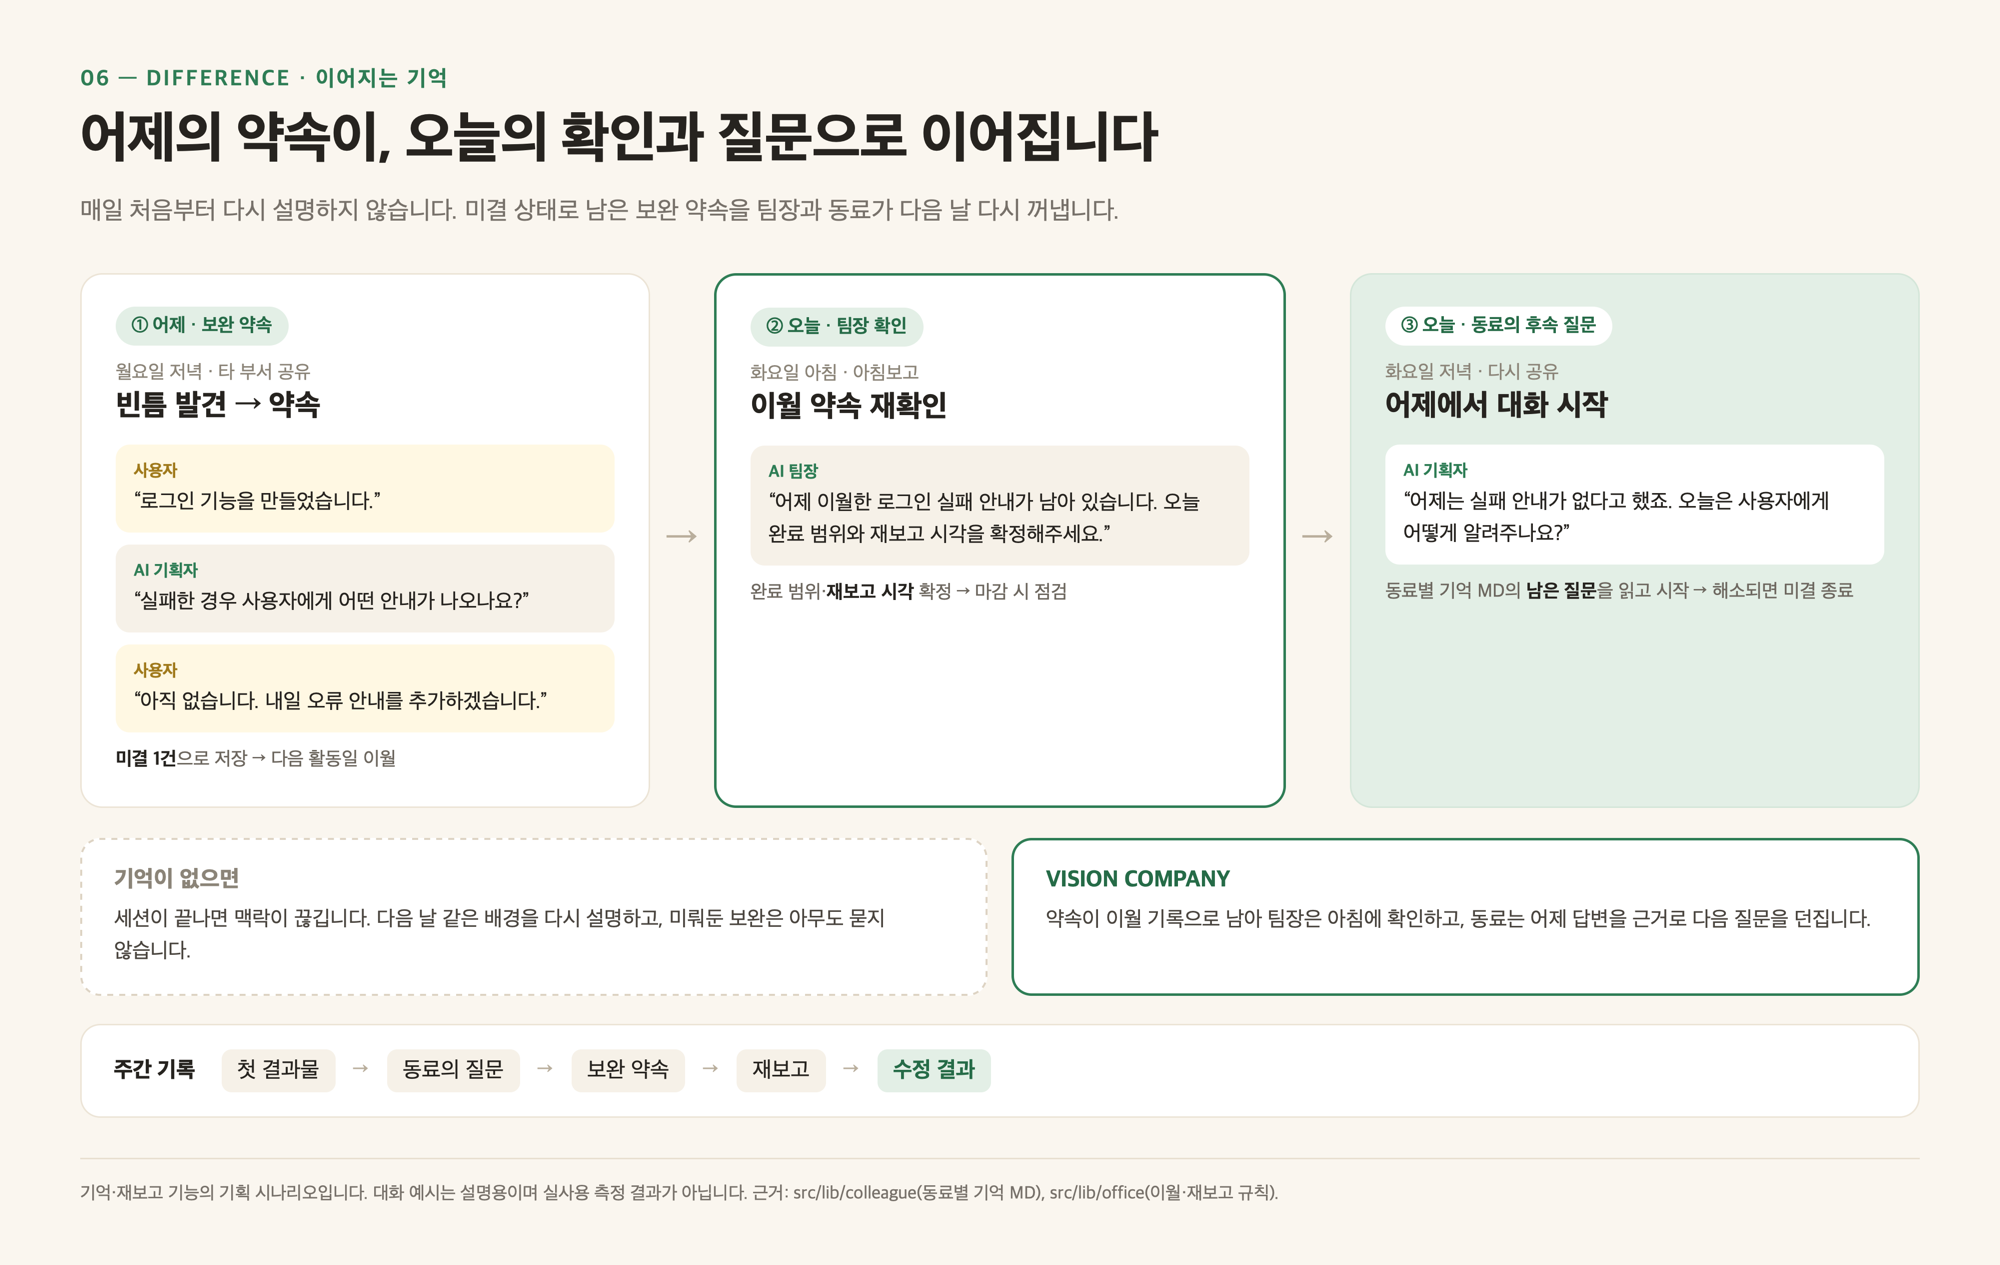 06 — DIFFERENCE · 이어지는 기억
어제의 약속이, 오늘의 확인과 질문으로 이어집니다
매일 처음부터 다시 설명하지 않습니다. 미결 상태로 남은 보완 약속을 팀장과 동료가 다음 날 다시 꺼냅니다.
① 어제 · 보완 약속
월요일 저녁 · 타 부서 공유
빈틈 발견 → 약속
사용자
“로그인 기능을 만들었습니다.”
AI 기획자
“실패한 경우 사용자에게 어떤 안내가 나오나요?”
사용자
“아직 없습니다. 내일 오류 안내를 추가하겠습니다.”
미결 1건으로 저장 → 다음 활동일 이월
→
② 오늘 · 팀장 확인
화요일 아침 · 아침보고
이월 약속 재확인
AI 팀장
“어제 이월한 로그인 실패 안내가 남아 있습니다. 오늘
완료 범위와 재보고 시각을 확정해주세요.”
완료 범위·재보고 시각 확정 → 마감 시 점검
→
③ 오늘 · 동료의 후속 질문
화요일 저녁 · 다시 공유
어제에서 대화 시작
AI 기획자
“어제는 실패 안내가 없다고 했죠. 오늘은 사용자에게
어떻게 알려주나요?”
동료별 기억 MD의 남은 질문을 읽고 시작 → 해소되면 미결 종료
기억이 없으면
세션이 끝나면 맥락이 끊깁니다. 다음 날 같은 배경을 다시 설명하고, 미뤄둔 보완은 아무도 묻지
않습니다.
VISION COMPANY
약속이 이월 기록으로 남아 팀장은 아침에 확인하고, 동료는 어제 답변을 근거로 다음 질문을 던집니다.
주간 기록 첫 결과물 → 동료의 질문 → 보완 약속 → 재보고 → 수정 결과
기억·재보고 기능의 기획 시나리오입니다. 대화 예시는 설명용이며 실사용 측정 결과가 아닙니다. 근거: src/lib/colleague(동료별 기억 MD), src/lib/office(이월·재보고 규칙).